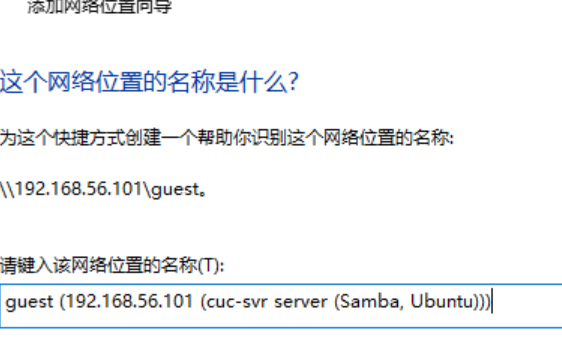 添加网络位置向导
这个网络位置的名称是什么?
为这个快捷方式创建一个帮助你识别这个网络位置的名称:
\\192.168.56.101\guest。
请键入该网络位置的名称(T):
guest (192.168.56.101 (cuc-svr server (Samba, Ubuntu)))